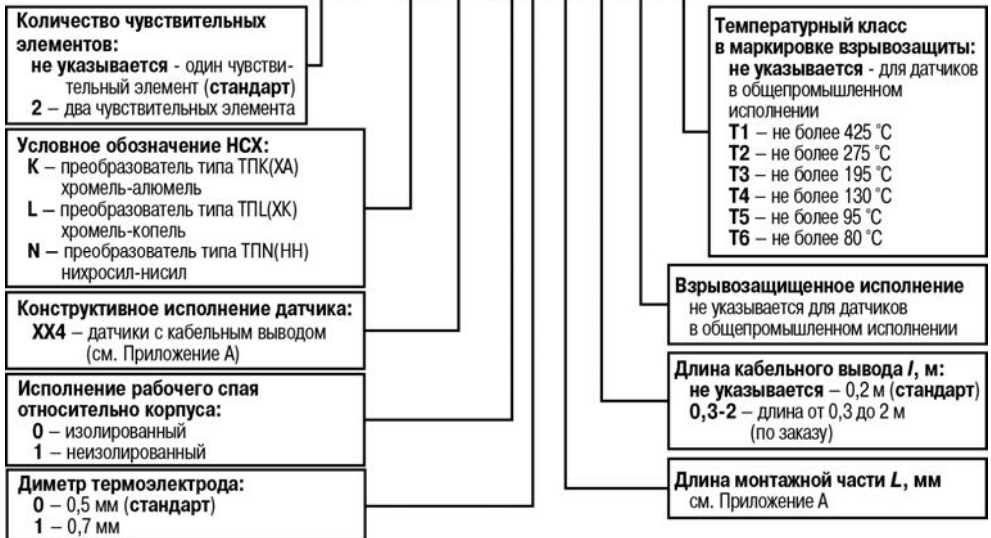 Количество чувствительных
элементов:
не указывается - один чувстви-
тельный элемент (стандарт)
2 – два чувствительных элемента
Условное обозначение НСХ:
K – преобразователь типа ТПК(ХА)
хромель-алюмель
L – преобразователь типа ТПL(ХК)
хромель-копель
N – преобразователь типа ТПN(НН)
нихросил-нисил
Конструктивное исполнение датчика:
XX4 – датчики с кабельным выводом
(см. Приложение А)
Исполнение рабочего спая
относительно корпуса:
0 – изолированный
1 – неизолированный
Диметр термоэлектрода:
0 – 0,5 мм (стандарт)
1 – 0,7 мм
Температурный класс
в маркировке взрывозащиты:
не указывается - для датчиков
в общепромышленном
исполнении
T1 – не более 425 °С
T2 – не более 275 °С
T3 – не более 195 °С
T4 – не более 130 °С
T5 – не более 95 °С
T6 – не более 80 °С
Взрывозащищенное исполнение
не указывается для датчиков
в общепромышленном исполнении
Длина кабельного вывода l, м:
не указывается – 0,2 м (стандарт)
0,3-2 – длина от 0,3 до 2 м
(по заказу)
Длина монтажной части L, мм
см. Приложение А